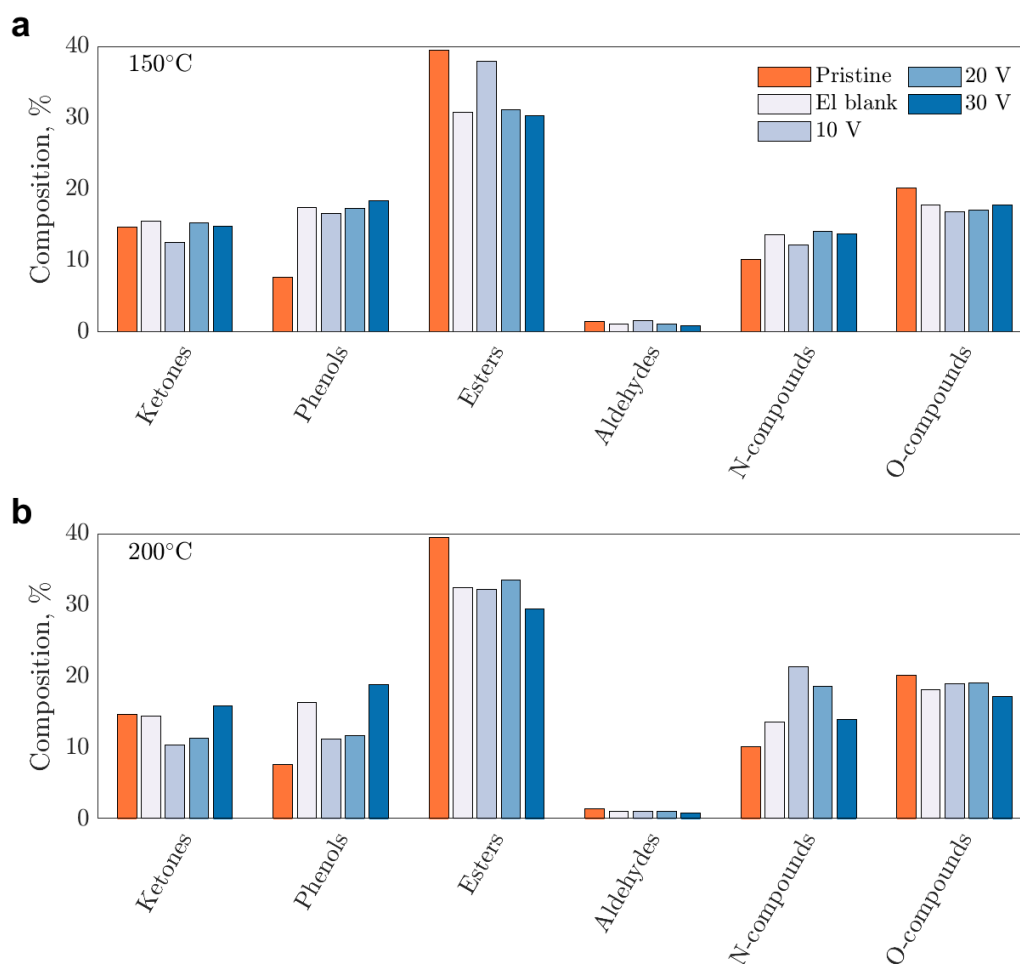 a
150°C
Pristine
El blank
10 V
20 V
30 V
Composition, %
40
30
20
10
0
Ketones
Phenols
Esters
Aldehydes
N-compounds
O-compounds
b
200°C
Composition, %
40
30
20
10
0
Ketones
Phenols
Esters
Aldehydes
N-compounds
O-compounds